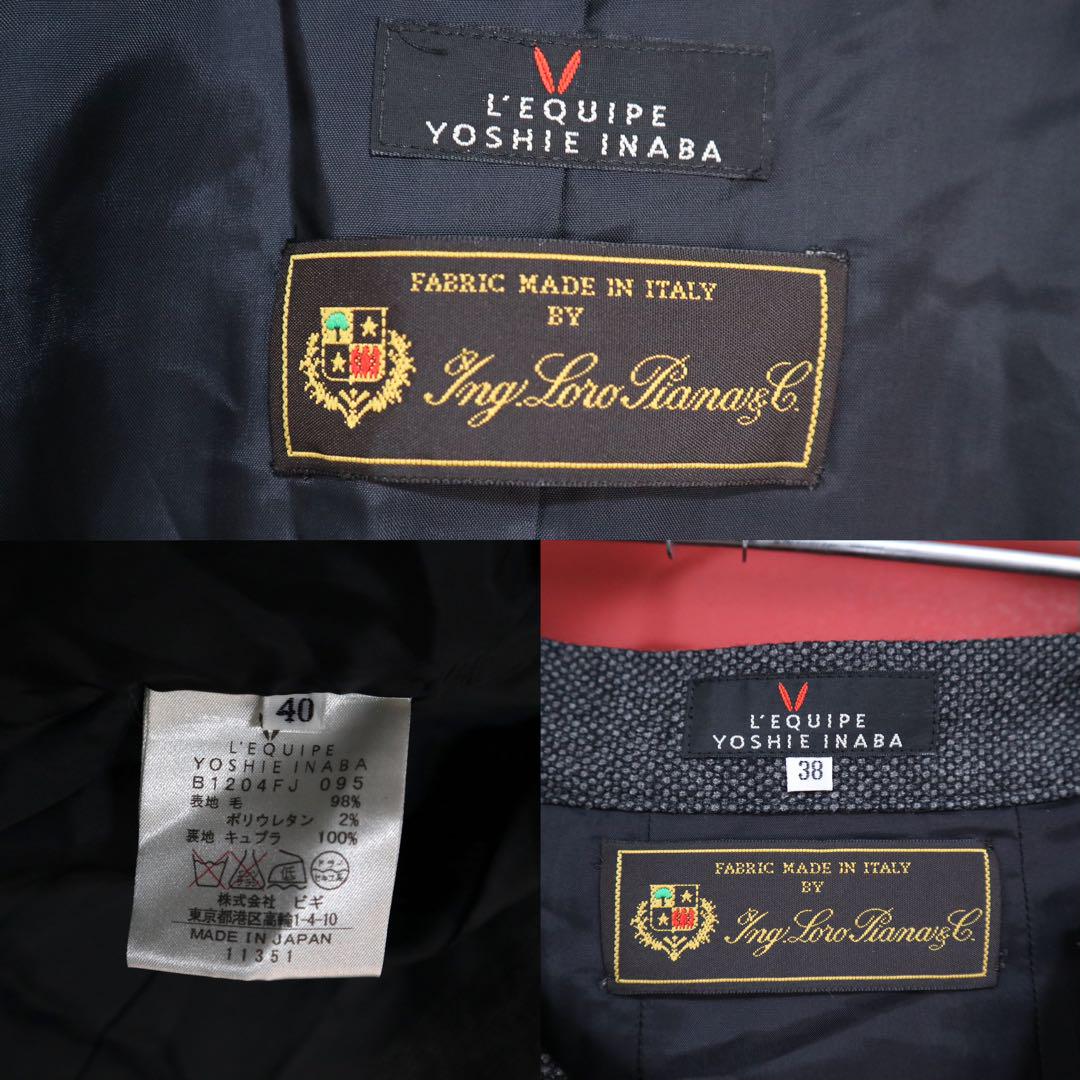 L'EQUIPE
YOSHIE INABA
FABRIC MADE IN ITALY
BY
Ing. Loro Piana & C.
40
L'EQUIPE
YOSHIE INABA
B1204FJ 095
表地 毛 98%
ポリウレタン 2%
裏地 キュプラ 100%
低
株式会社 ビギ
東京都港区高輪1-4-10
MADE IN JAPAN
11351
L'EQUIPE
YOSHIE INABA
38
FABRIC MADE IN ITALY
BY
Ing. Loro Piana & C.